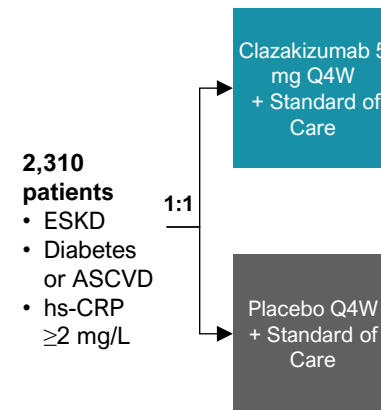 Clazakizumab 5
mg Q4W
+ Standard of
Care
2,310
patients
• ESKD
• Diabetes
or ASCVD
• hs-CRP
≥2 mg/L
1:1
Placebo Q4W
+ Standard of
Care